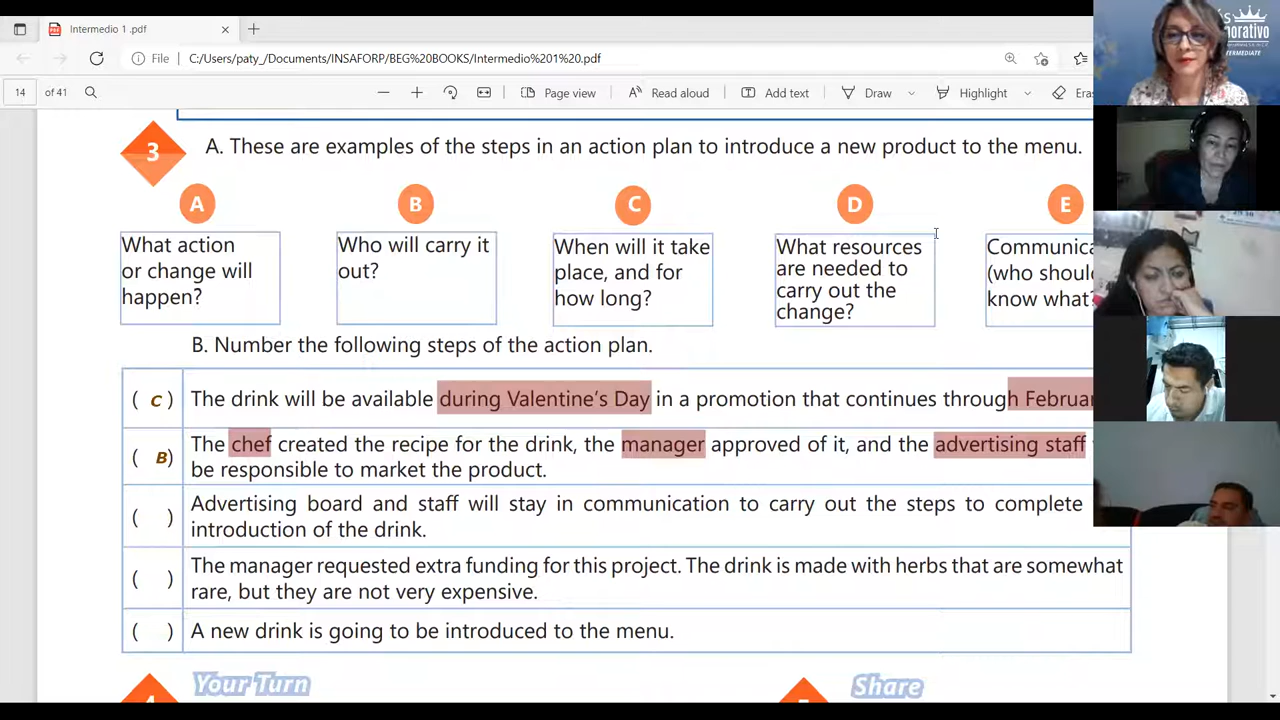 Intermedio 1 .pdf
File
C:/Users/paty_/Documents/INSAFORP/BEG%20BOOKS/Intermedio%201%20.pdf
14 of 41
Page view
Read aloud
Add text
Draw
Highlight
3
A. These are examples of the steps in an action plan to introduce a new product to the menu.
A
B
C
D
E
What action
or change will
happen?
Who will carry it
out?
When will it take
place, and for
how long?
What resources
are needed to
carry out the
change?
(who
know what?
B. Number the following steps of the action plan.
( C ) The drink will be available during Valentine's Day in a promotion that continues through
( B) The chef created the recipe for the drink, the manager approved of it, and the advertising staff
be responsible to market the product.
( ) Advertising board and staff will stay in communication to carry out the steps to complete
introduction of the drink.
( ) The manager requested extra funding for this project. The drink is made with herbs that are somewhat
rare, but they are not very expensive.
( ) A new drink is going to be introduced to the menu.
Your Turn
Share